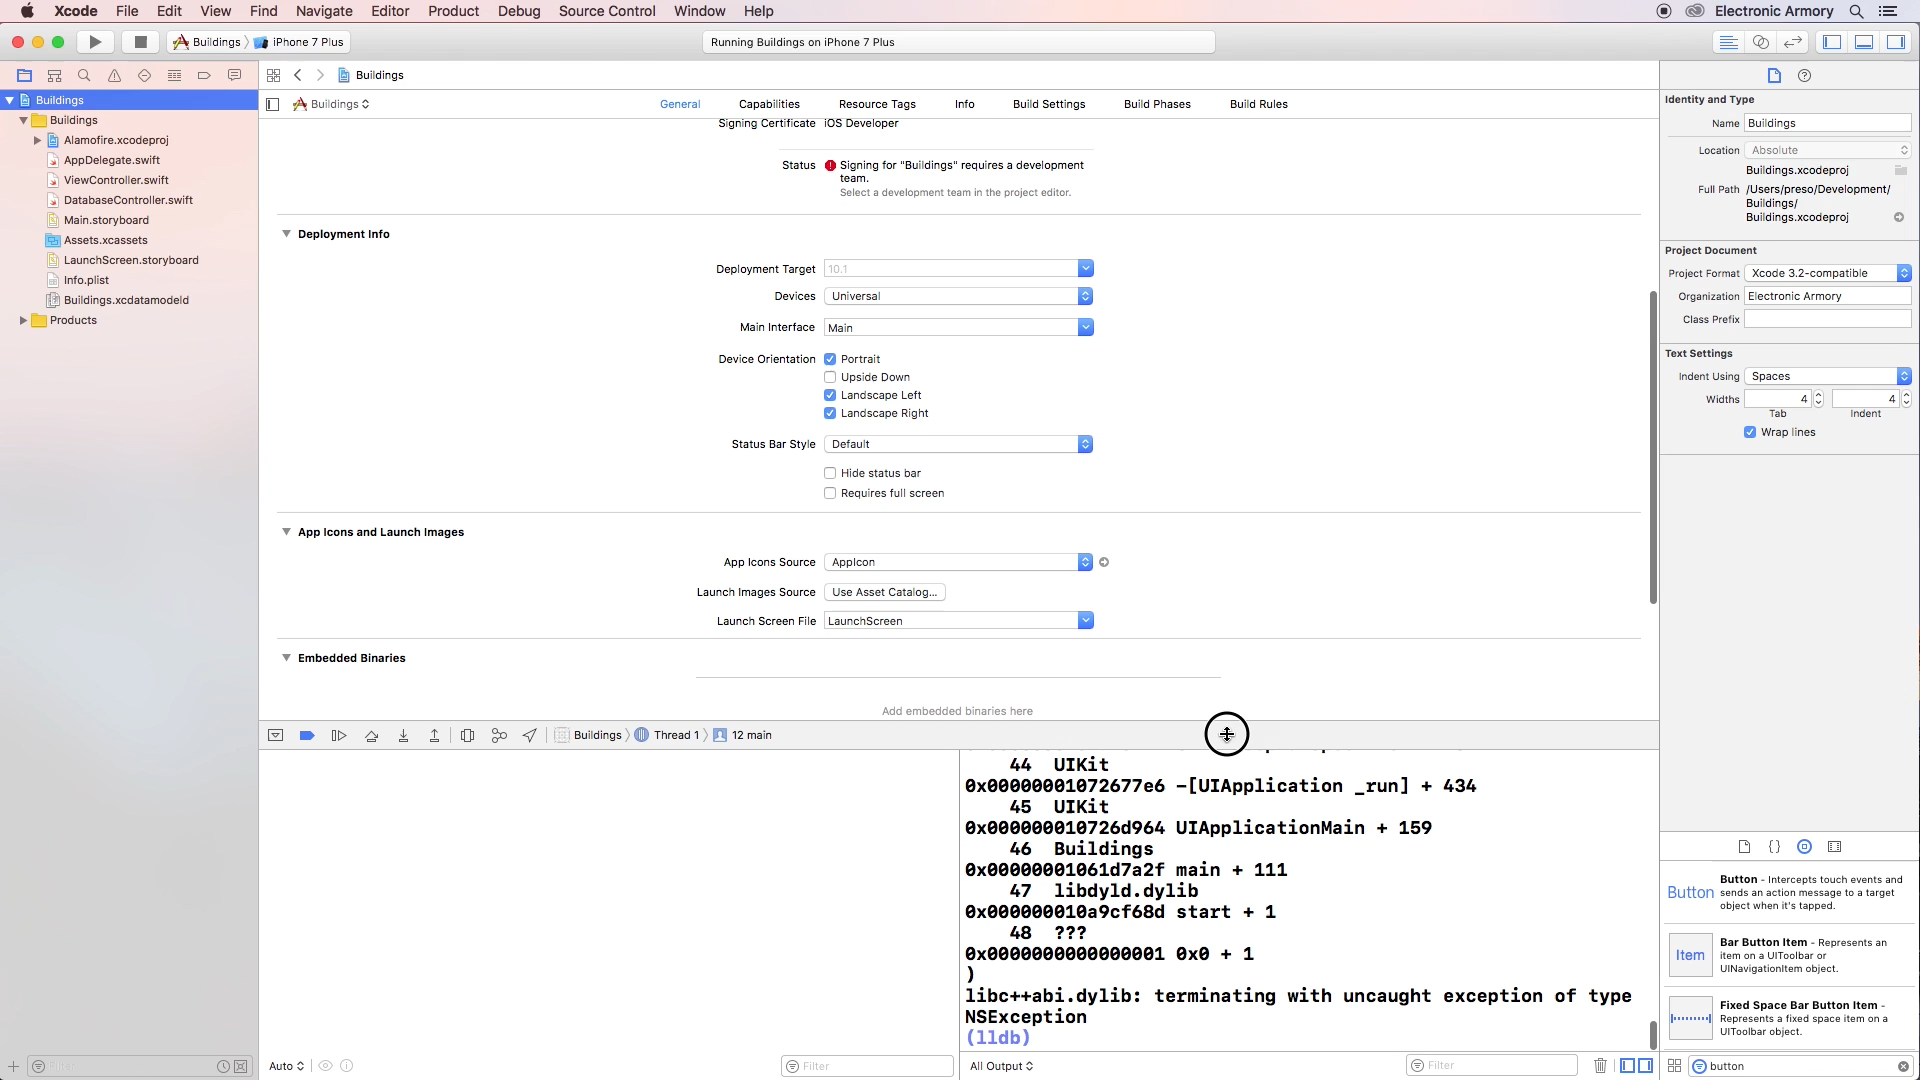 Xcode File Edit View Find Navigate Editor Product Debug Source Control Window Help Electronic Armory
Buildings iPhone 7 Plus Running Buildings on iPhone 7 Plus
Buildings
Buildings
General Capabilities Resource Tags Info Build Settings Build Phases Build Rules
Buildings
Buildings
Alamofire.xcodeproj
AppDelegate.swift
ViewController.swift
DatabaseController.swift
Main.storyboard
Assets.xcassets
LaunchScreen.storyboard
Info.plist
Buildings.xcdatamodeld
Products
Signing Certificate iOS Developer
Status Signing for "Buildings" requires a development
team.
Select a development team in the project editor.
Deployment Info
Deployment Target 10.1
Devices Universal
Main Interface Main
Device Orientation Portrait
Upside Down
Landscape Left
Landscape Right
Status Bar Style Default
Hide status bar
Requires full screen
App Icons and Launch Images
App Icons Source AppIcon
Launch Images Source Use Asset Catalog...
Launch Screen File LaunchScreen
Embedded Binaries
Add embedded binaries here
Buildings Thread 1 12 main
44 UIKit
0x00000001072677e6 -[UIApplication _run] + 434
45 UIKit
0x000000010726d964 UIApplicationMain + 159
46 Buildings
0x00000001061d7a2f main + 111
47 libdyld.dylib
0x000000010a9cf68d start + 1
48 ???
0x0000000000000001 0x0 + 1
)
libc++abi.dylib: terminating with uncaught exception of type
NSException
(lldb)
Filter
Auto
Filter
All Output
Filter
Identity and Type
Name Buildings
Location Absolute
Buildings.xcodeproj
Full Path /Users/preso/Development/
Buildings/
Buildings.xcodeproj
Project Document
Project Format Xcode 3.2-compatible
Organization Electronic Armory
Class Prefix
Text Settings
Indent Using Spaces
Widths 4 4
Tab Indent
Wrap lines
Button
Button - Intercepts touch events and
sends an action message to a target
object when it's tapped.
Item
Bar Button Item - Represents an
item on a UIToolbar or
UINavigationItem object.
Fixed Space Bar Button Item -
Represents a fixed space item on a
UIToolbar object.
button